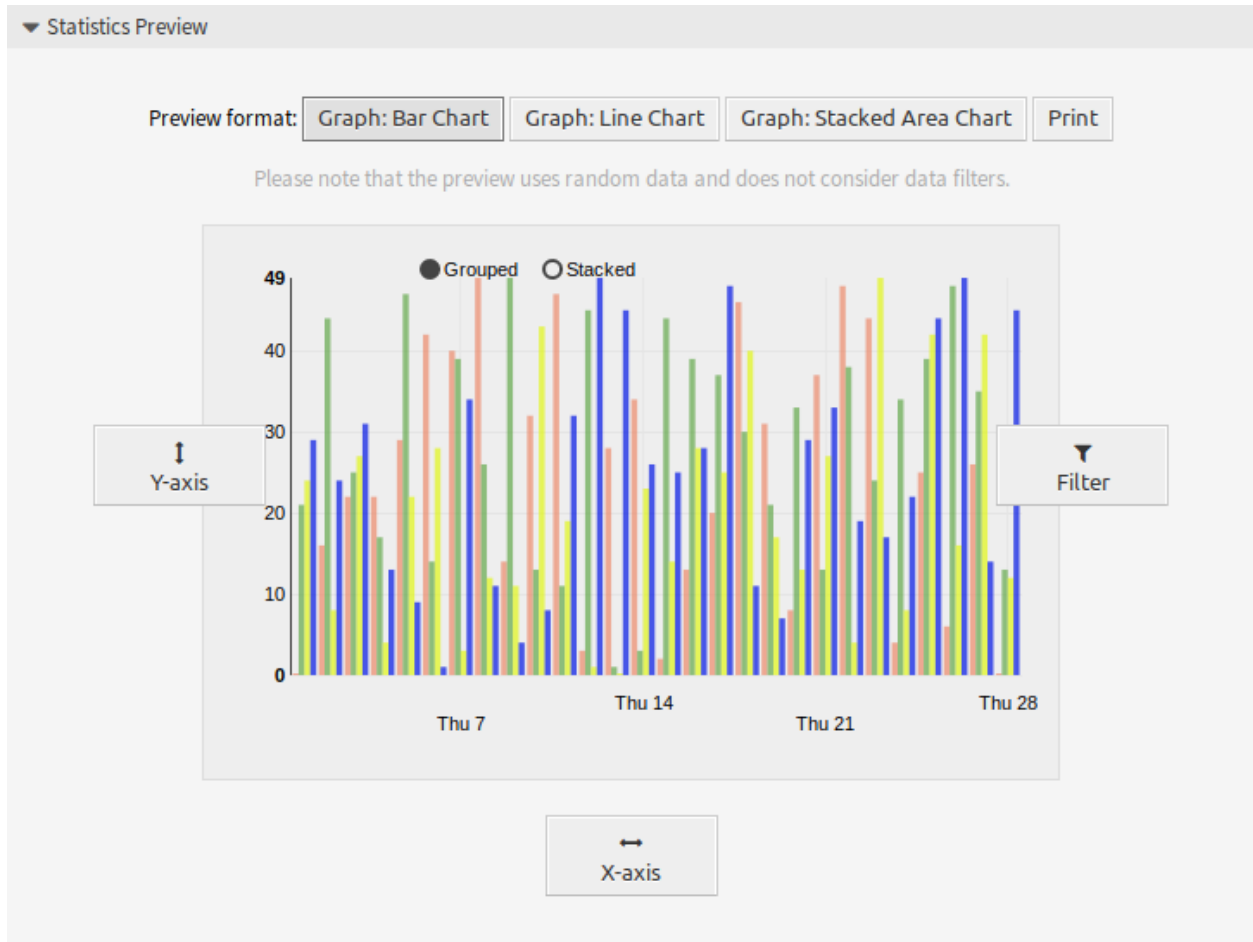 Statistics Preview
Preview format: Graph: Bar Chart Graph: Line Chart Graph: Stacked Area Chart Print
Please note that the preview uses random data and does not consider data filters.
Grouped Stacked
49
40
30
20
10
0
Y-axis
Filter
Thu 7
Thu 14
Thu 21
Thu 28
X-axis